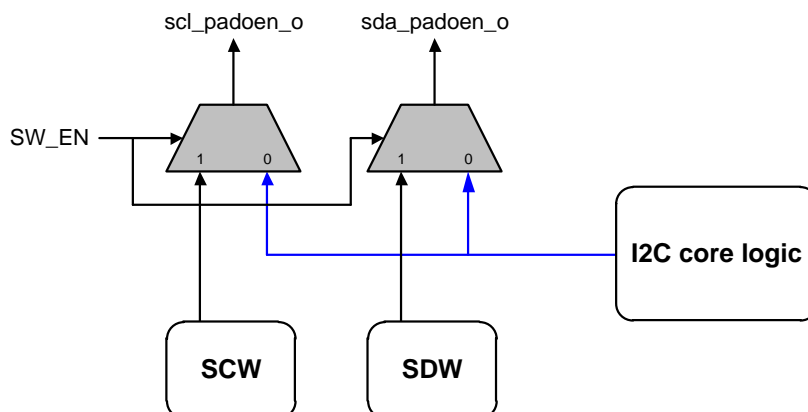 scl_padoen_o
sda_padoen_o
SW_EN
1
0
1
0
I2C core logic
SCW
SDW